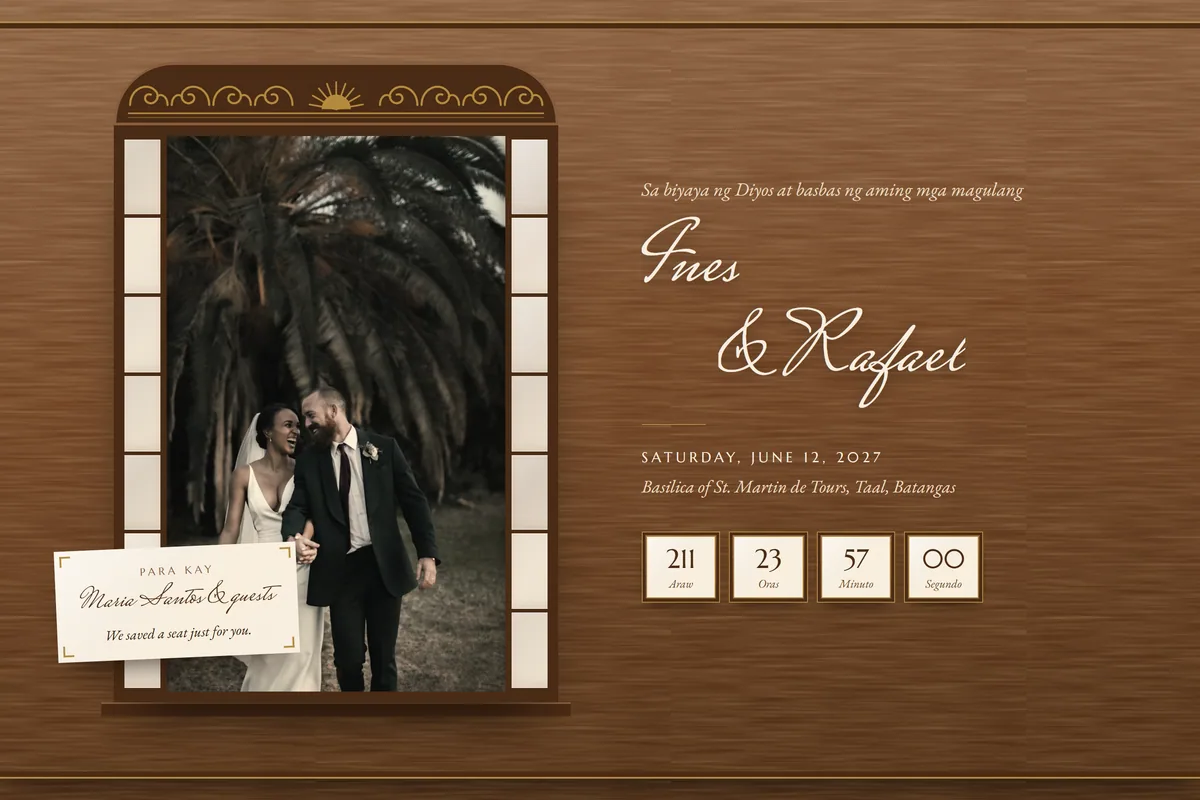 Sa biyaya ng Diyos at basbas ng aming mga magulang
Ines
& Rafael
SATURDAY, JUNE 12, 2027
Basilica of St. Martin de Tours, Taal, Batangas
211 23 57 00
Araw Oras Minuto Segundo
PARA KAY
Maria Santos & guests
We saved a seat just for you.